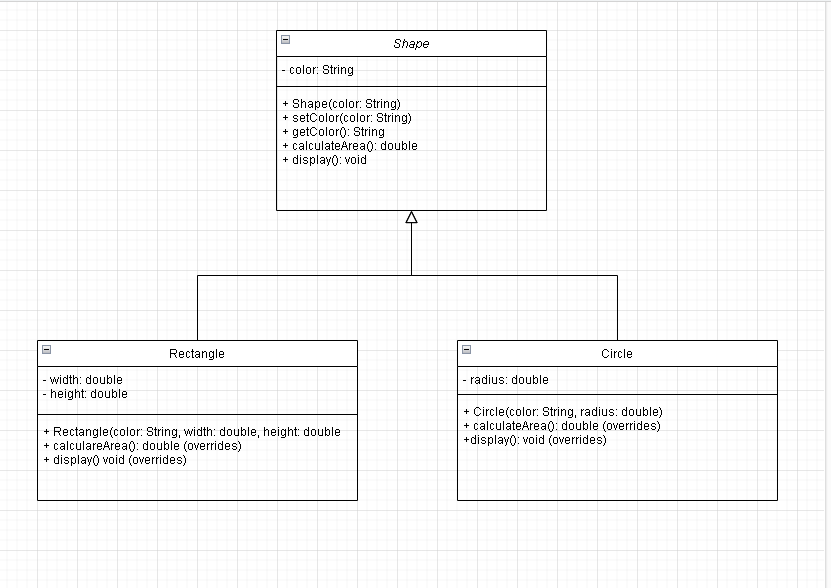 Shape
- color: String
+ Shape(color: String)
+ setColor(color: String)
+ getColor(): String
+ calculateArea(): double
+ display(): void
Rectangle
- width: double
- height: double
+ Rectangle(color: String, width: double, height: double
+ calculareArea(): double (overrides)
+ display() void (overrides)
Circle
- radius: double
+ Circle(color: String, radius: double)
+ calculateArea(): double (overrides)
+display(): void (overrides)